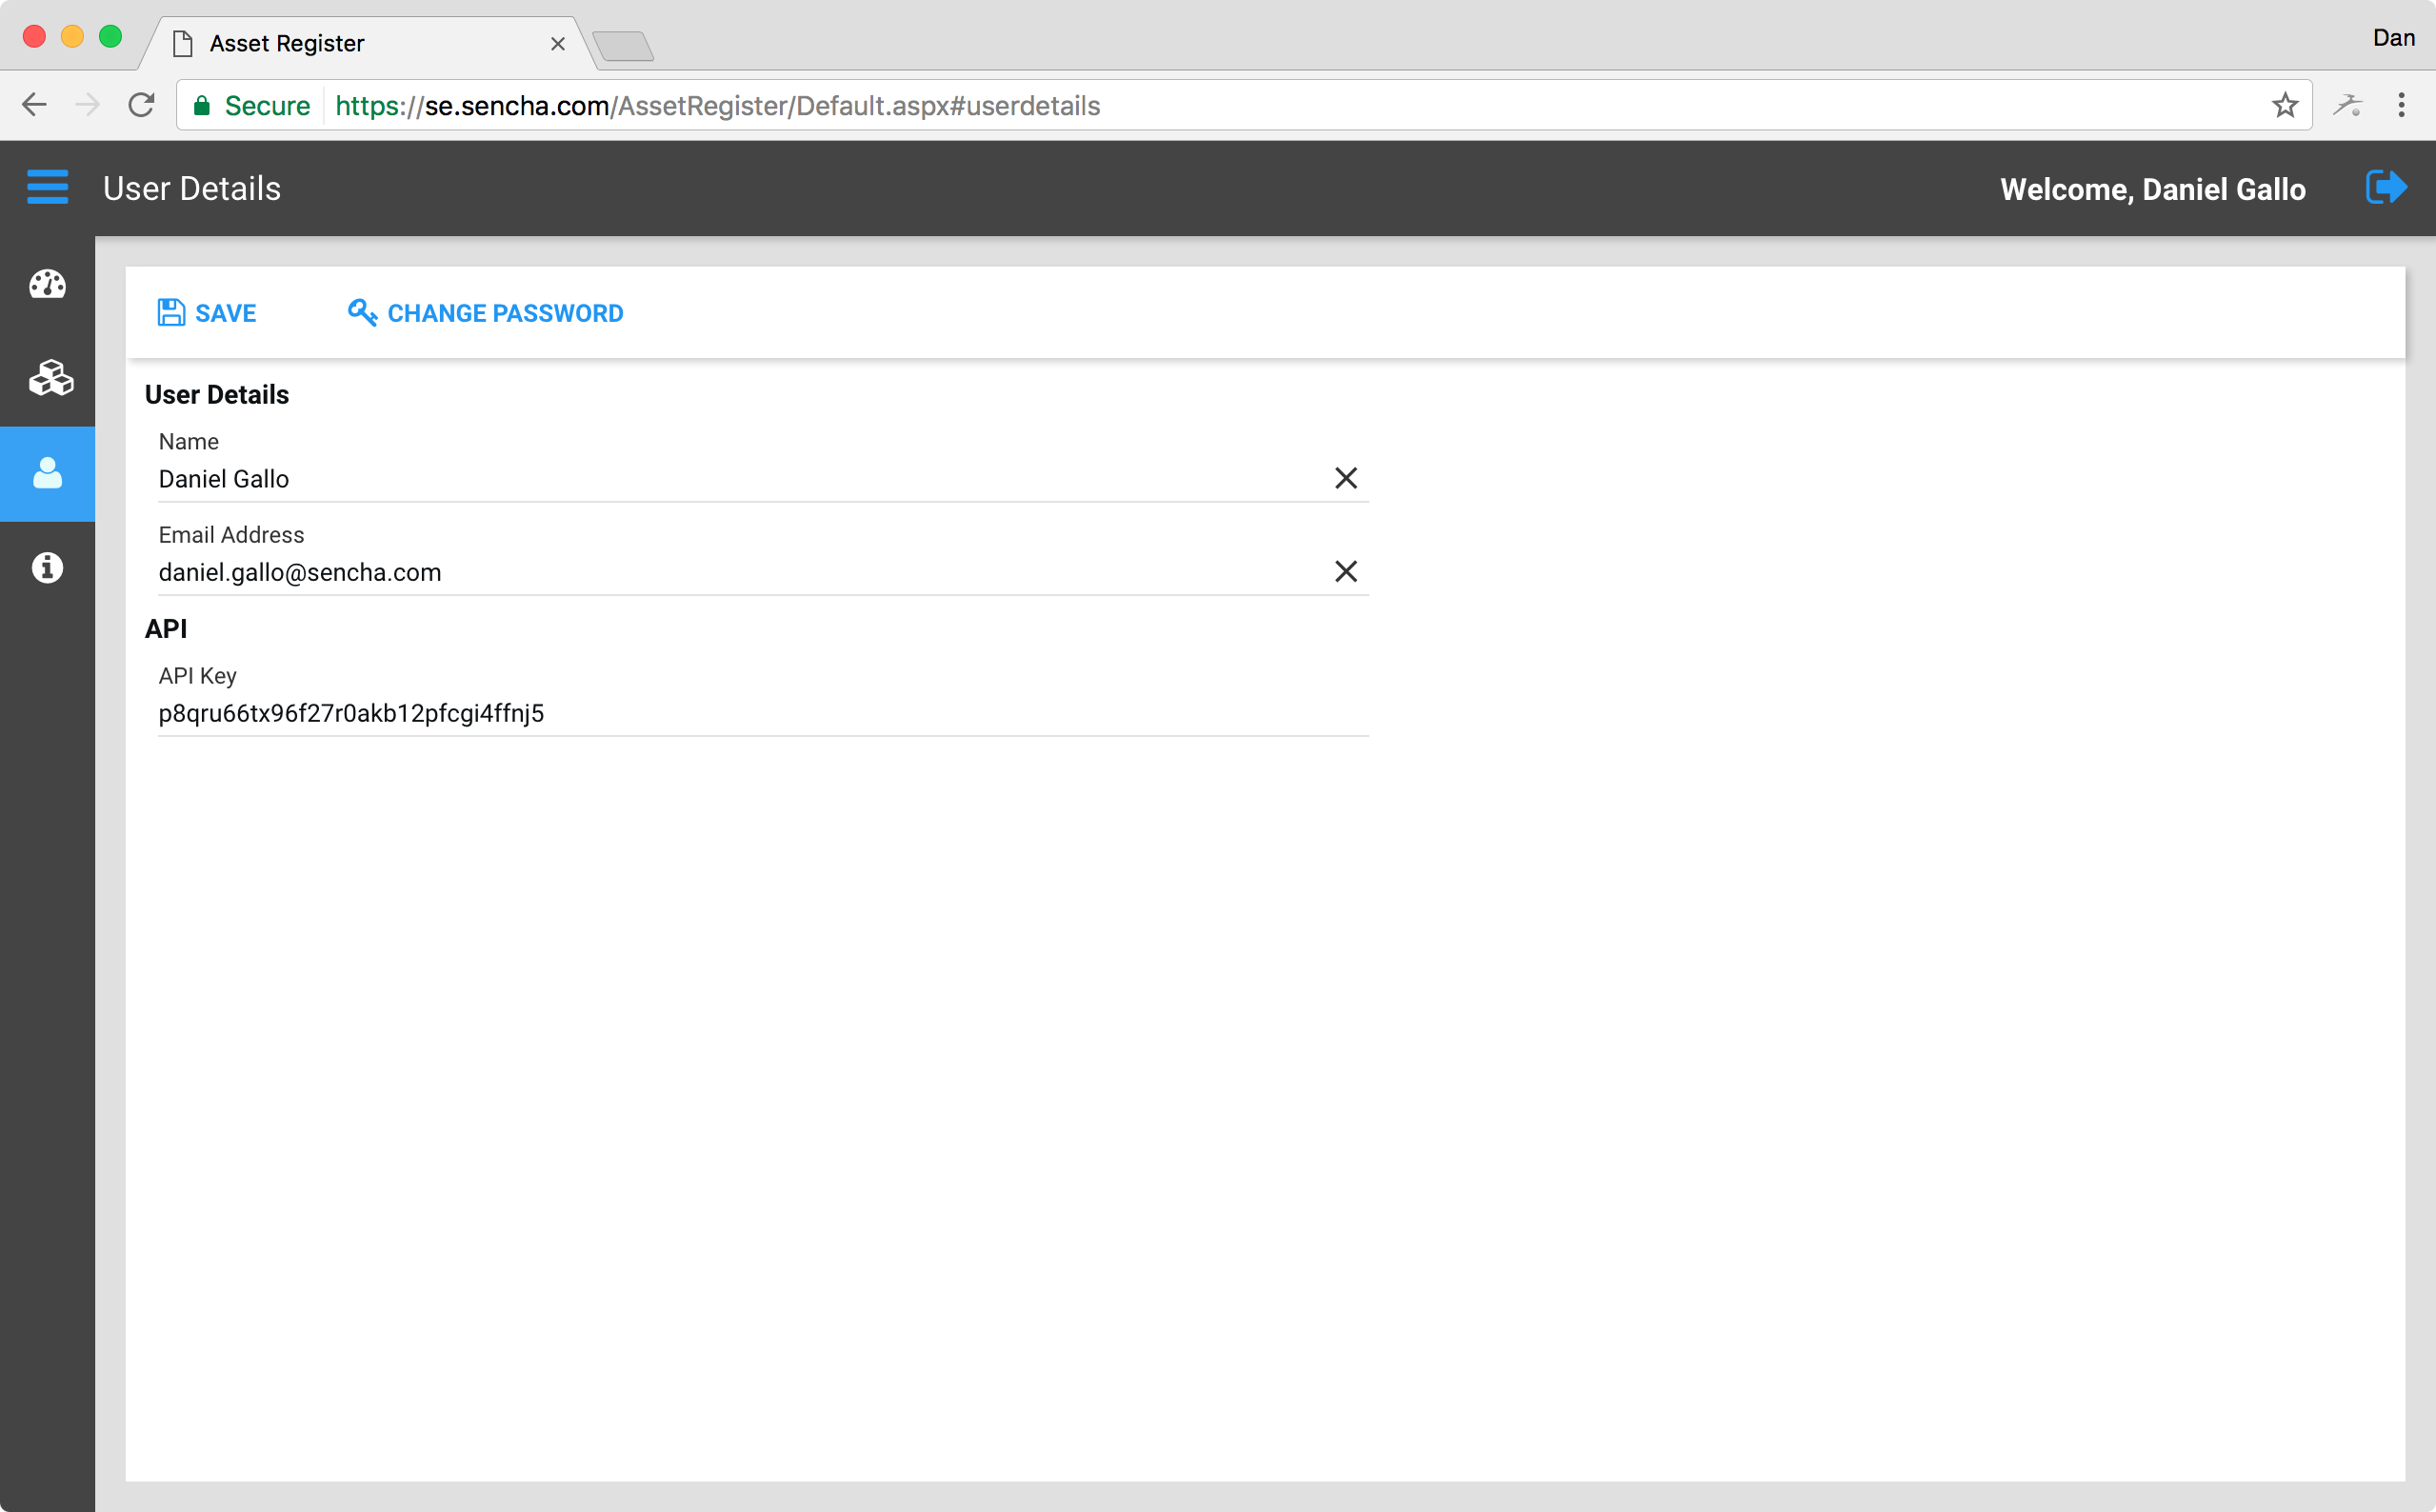 Asset Register
Dan
Secure
https://se.sencha.com/AssetRegister/Default.aspx#userdetails
User Details
Welcome, Daniel Gallo
SAVE
CHANGE PASSWORD
User Details
Name
Daniel Gallo
Email Address
daniel.gallo@sencha.com
API
API Key
p8qru66tx96f27r0akb12pfcgi4ffnj5